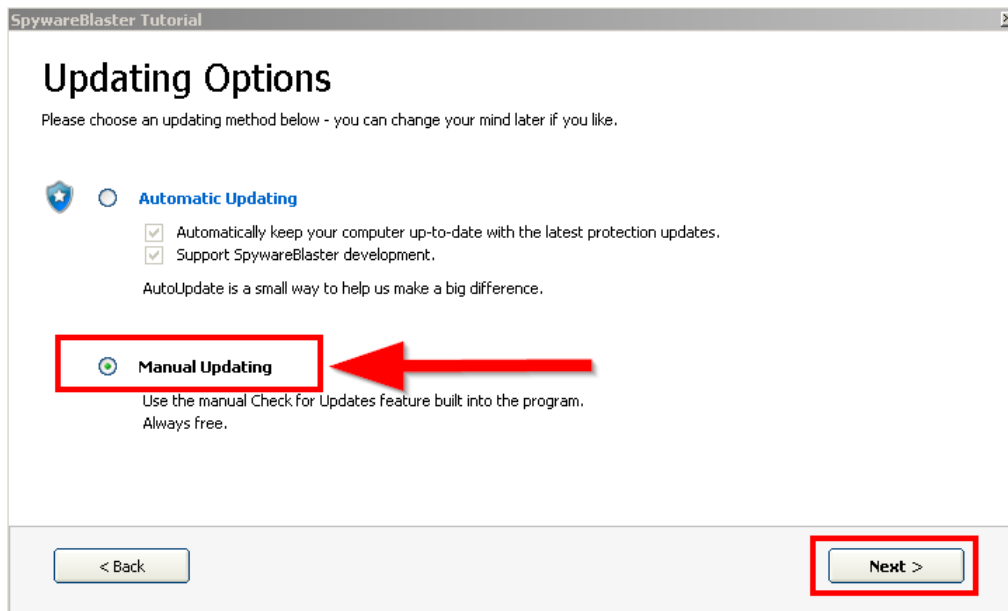 SpywareBlaster Tutorial
Updating Options
Please choose an updating method below - you can change your mind later if you like.
Automatic Updating
Automatically keep your computer up-to-date with the latest protection updates.
Support SpywareBlaster development.
AutoUpdate is a small way to help us make a big difference.
Manual Updating
Use the manual Check for Updates feature built into the program.
Always free.
< Back
Next >